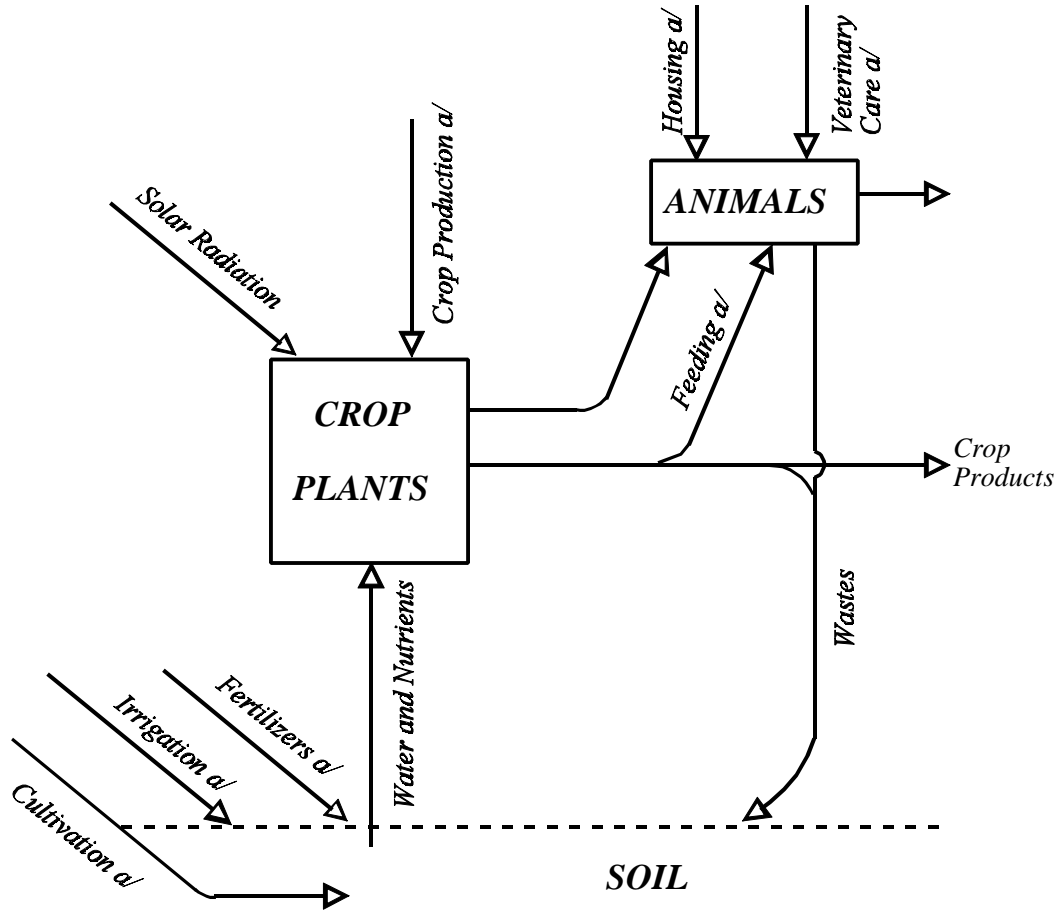 Housing a/
Veterinary
Care a/
Crop Production a/
ANIMALS
Solar Radiation
Feeding a/
CROP
PLANTS
Crop
Products
Water and Nutrients
Wastes
Fertilizers a/
Irrigation a/
Cultivation a/
SOIL